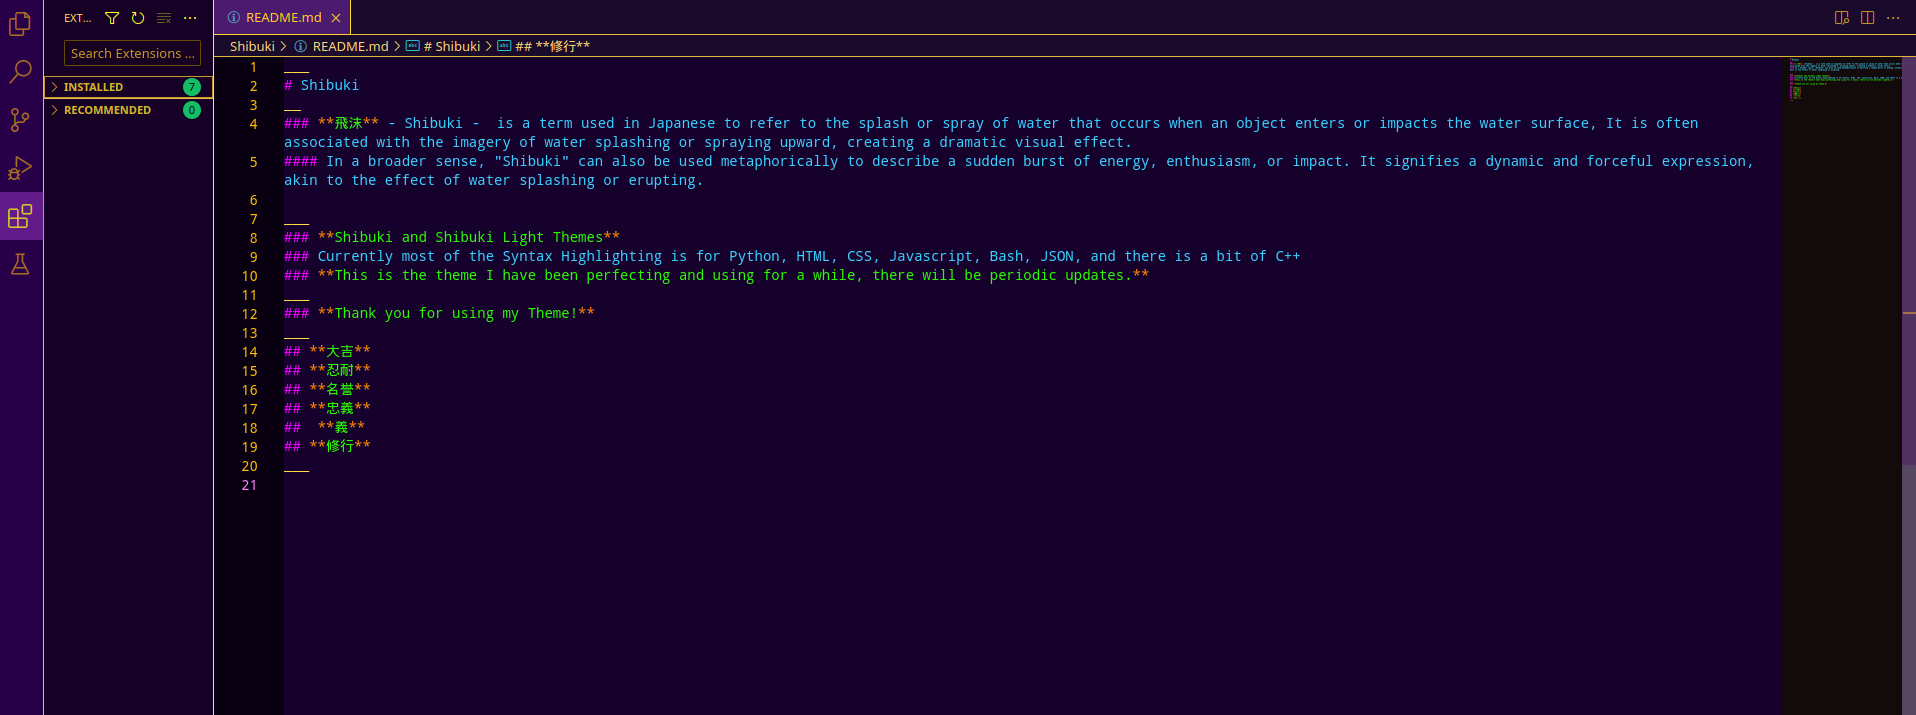 EXT...
README.md
Search Extensions ...
Shibuki > README.md > # Shibuki > ## **修行**
INSTALLED 7
RECOMMENDED 0
1 ___
2 # Shibuki
3 __
4 ### **飛沫** - Shibuki -  is a term used in Japanese to refer to the splash or spray of water that occurs when an object enters or impacts the water surface, It is often
associated with the imagery of water splashing or spraying upward, creating a dramatic visual effect.
5 #### In a broader sense, "Shibuki" can also be used metaphorically to describe a sudden burst of energy, enthusiasm, or impact. It signifies a dynamic and forceful expression,
akin to the effect of water splashing or erupting.
6
7 ___
8 ### **Shibuki and Shibuki Light Themes**
9 ### Currently most of the Syntax Highlighting is for Python, HTML, CSS, Javascript, Bash, JSON, and there is a bit of C++
10 ### **This is the theme I have been perfecting and using for a while, there will be periodic updates.**
11 ___
12 ### **Thank you for using my Theme!**
13 ___
14 ## **大吉**
15 ## **忍耐**
16 ## **名誉**
17 ## **忠義**
18 ##  **義**
19 ## **修行**
20 ___
21